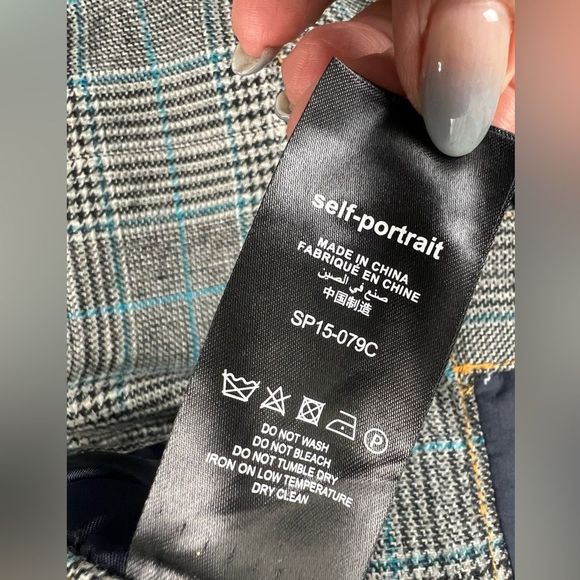 self-portrait
MADE IN CHINA
FABRIQUÉ EN CHINE
صنع في الصين
中国制造
SP15-079C
P
DO NOT WASH
DO NOT BLEACH
DO NOT TUMBLE DRY
IRON ON LOW TEMPERATURE
DRY CLEAN